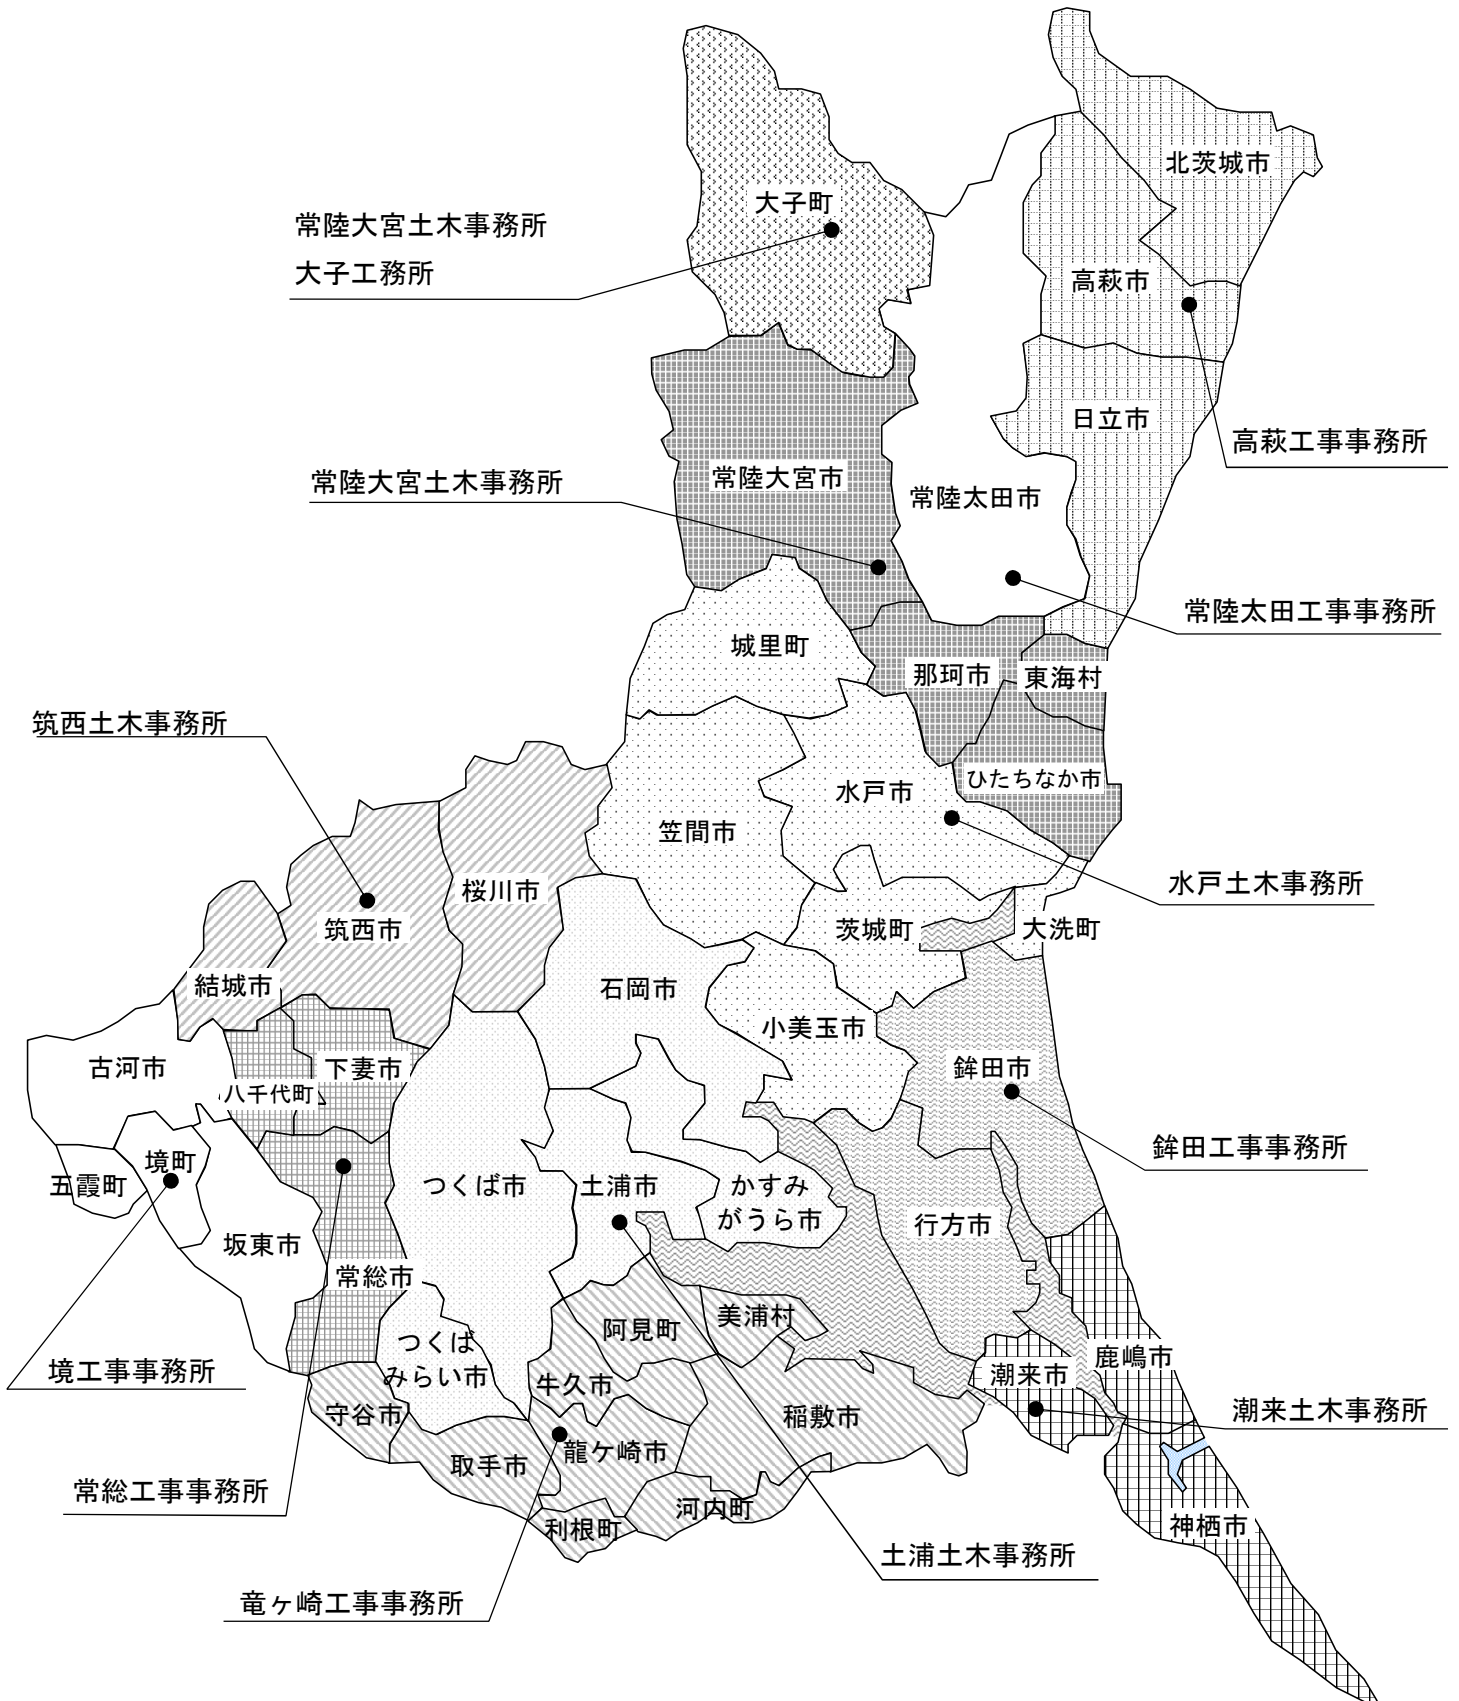 北茨城市
大子町
常陸大宮土木事務所
大子工務所
高萩市
日立市
高萩工事事務所
常陸大宮市
常陸大宮土木事務所
常陸太田市
常陸太田工事事務所
城里町
那珂市
東海村
筑西土木事務所
ひたちなか市
水戸市
笠間市
水戸土木事務所
桜川市
筑西市
茨城町
大洗町
結城市
石岡市
小美玉市
古河市
下妻市
八千代町
鉾田市
鉾田工事事務所
境町
五霞町
つくば市
土浦市
かすみ
がうら市
行方市
坂東市
常総市
阿見町
美浦村
つくば
みらい市
境工事事務所
牛久市
潮来市
鹿嶋市
守谷市
稲敷市
潮来土木事務所
取手市
龍ケ崎市
常総工事事務所
河内町
利根町
神栖市
土浦土木事務所
竜ヶ崎工事事務所